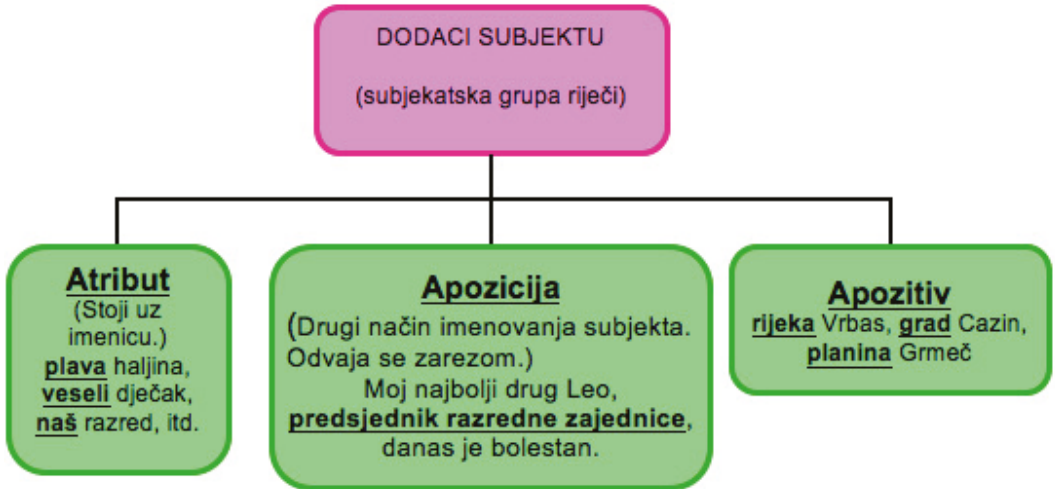 DODACI SUBJEKTU
(subjekatska grupa riječi)
Atribut
(Stoji uz
imenicu.)
plava haljina,
veseli dječak,
naš razred, itd.
Apozicija
(Drugi način imenovanja subjekta.
Odvaja se zarezom.)
Moj najbolji drug Leo,
predsjednik razredne zajednice,
danas je bolestan.
Apozitiv
rijeka Vrbas, grad Cazin,
planina Grmeč